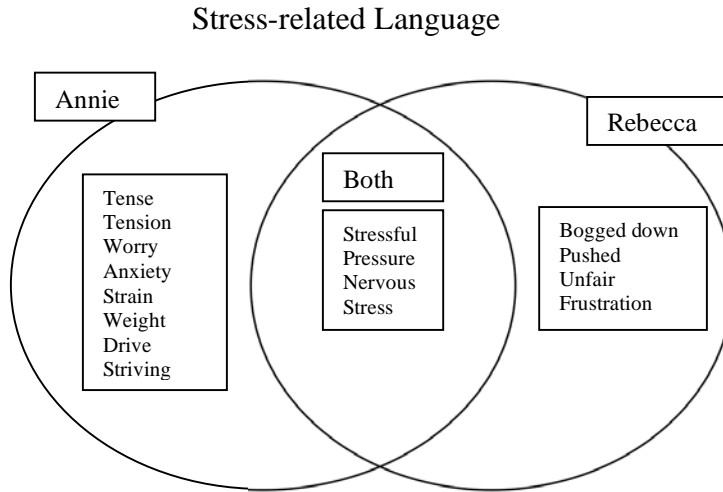 Stress-related Language
Annie
Rebecca
Both
Tense
Tension
Worry
Anxiety
Strain
Weight
Drive
Striving
Stressful
Pressure
Nervous
Stress
Bogged down
Pushed
Unfair
Frustration